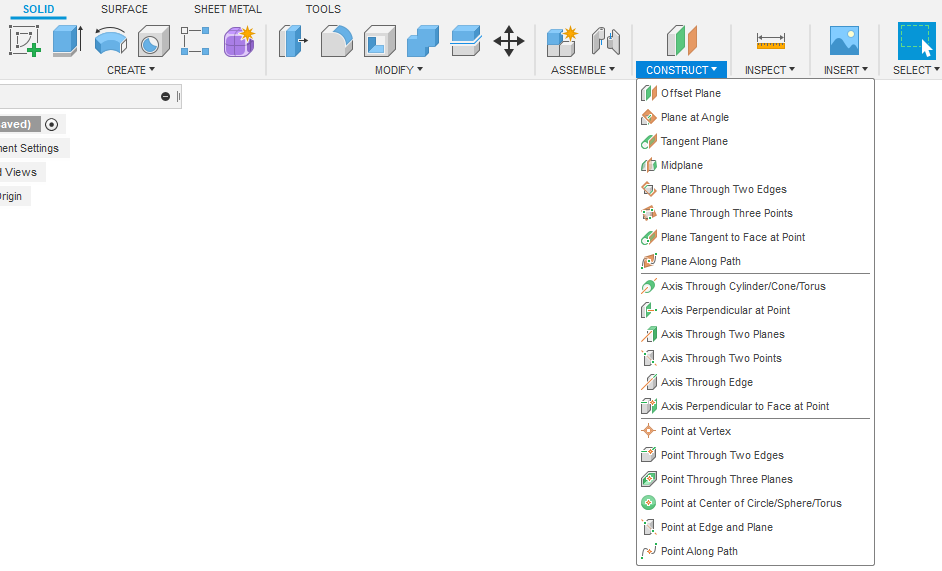 SOLID SURFACE SHEET METAL TOOLS
CREATE MODIFY ASSEMBLE CONSTRUCT INSPECT INSERT SELECT
Offset Plane
aved)
Plane at Angle
Tangent Plane
ent Settings
Midplane
d Views
Plane Through Two Edges
Origin
Plane Through Three Points
Plane Tangent to Face at Point
Plane Along Path
Axis Through Cylinder/Cone/Torus
Axis Perpendicular at Point
Axis Through Two Planes
Axis Through Two Points
Axis Through Edge
Axis Perpendicular to Face at Point
Point at Vertex
Point Through Two Edges
Point Through Three Planes
Point at Center of Circle/Sphere/Torus
Point at Edge and Plane
Point Along Path